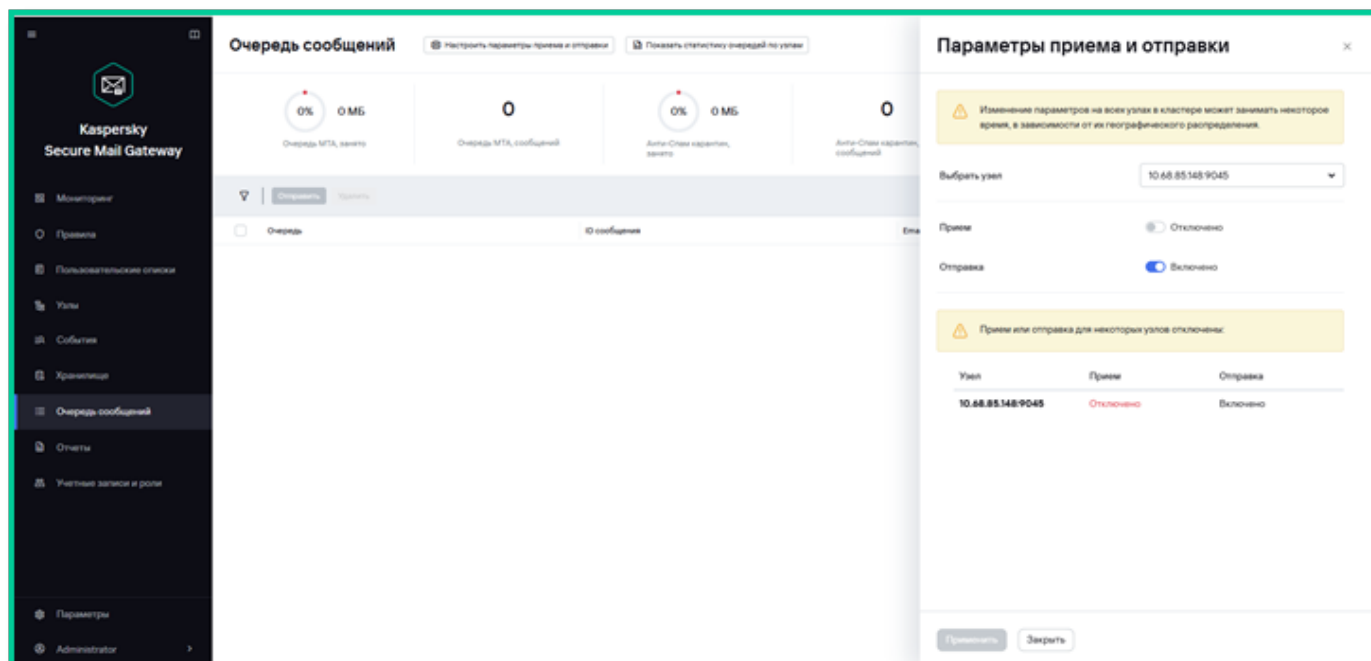 Kaspersky
Secure Mail Gateway
Мониторинг
Правила
Пользовательские списки
Узлы
События
Хранилище
Очередь сообщений
Отчеты
Учетные записи и роли
Параметры
Administrator
Очередь сообщений
Настроить параметры приема и отправки
Показать статистику очередей по узлам
0% 0 МБ
Очередь MTA, занято
0
Очередь MTA, сообщений
0% 0 МБ
Анти-Спам карантин,
занято
0
Анти-Спам карантин,
сообщений
Отправить Удалить
Очередь ID сообщения Ema
Параметры приема и отправки
Изменение параметров на всех узлах в кластере может занимать некоторое
время, в зависимости от их географического распределения.
Выбрать узел 10.68.85.148:9045
Прием Отключено
Отправка Включено
Прием или отправка для некоторых узлов отключены:
Узел Прием Отправка
10.68.85.148:9045 Отключено Включено
Применить Закрыть